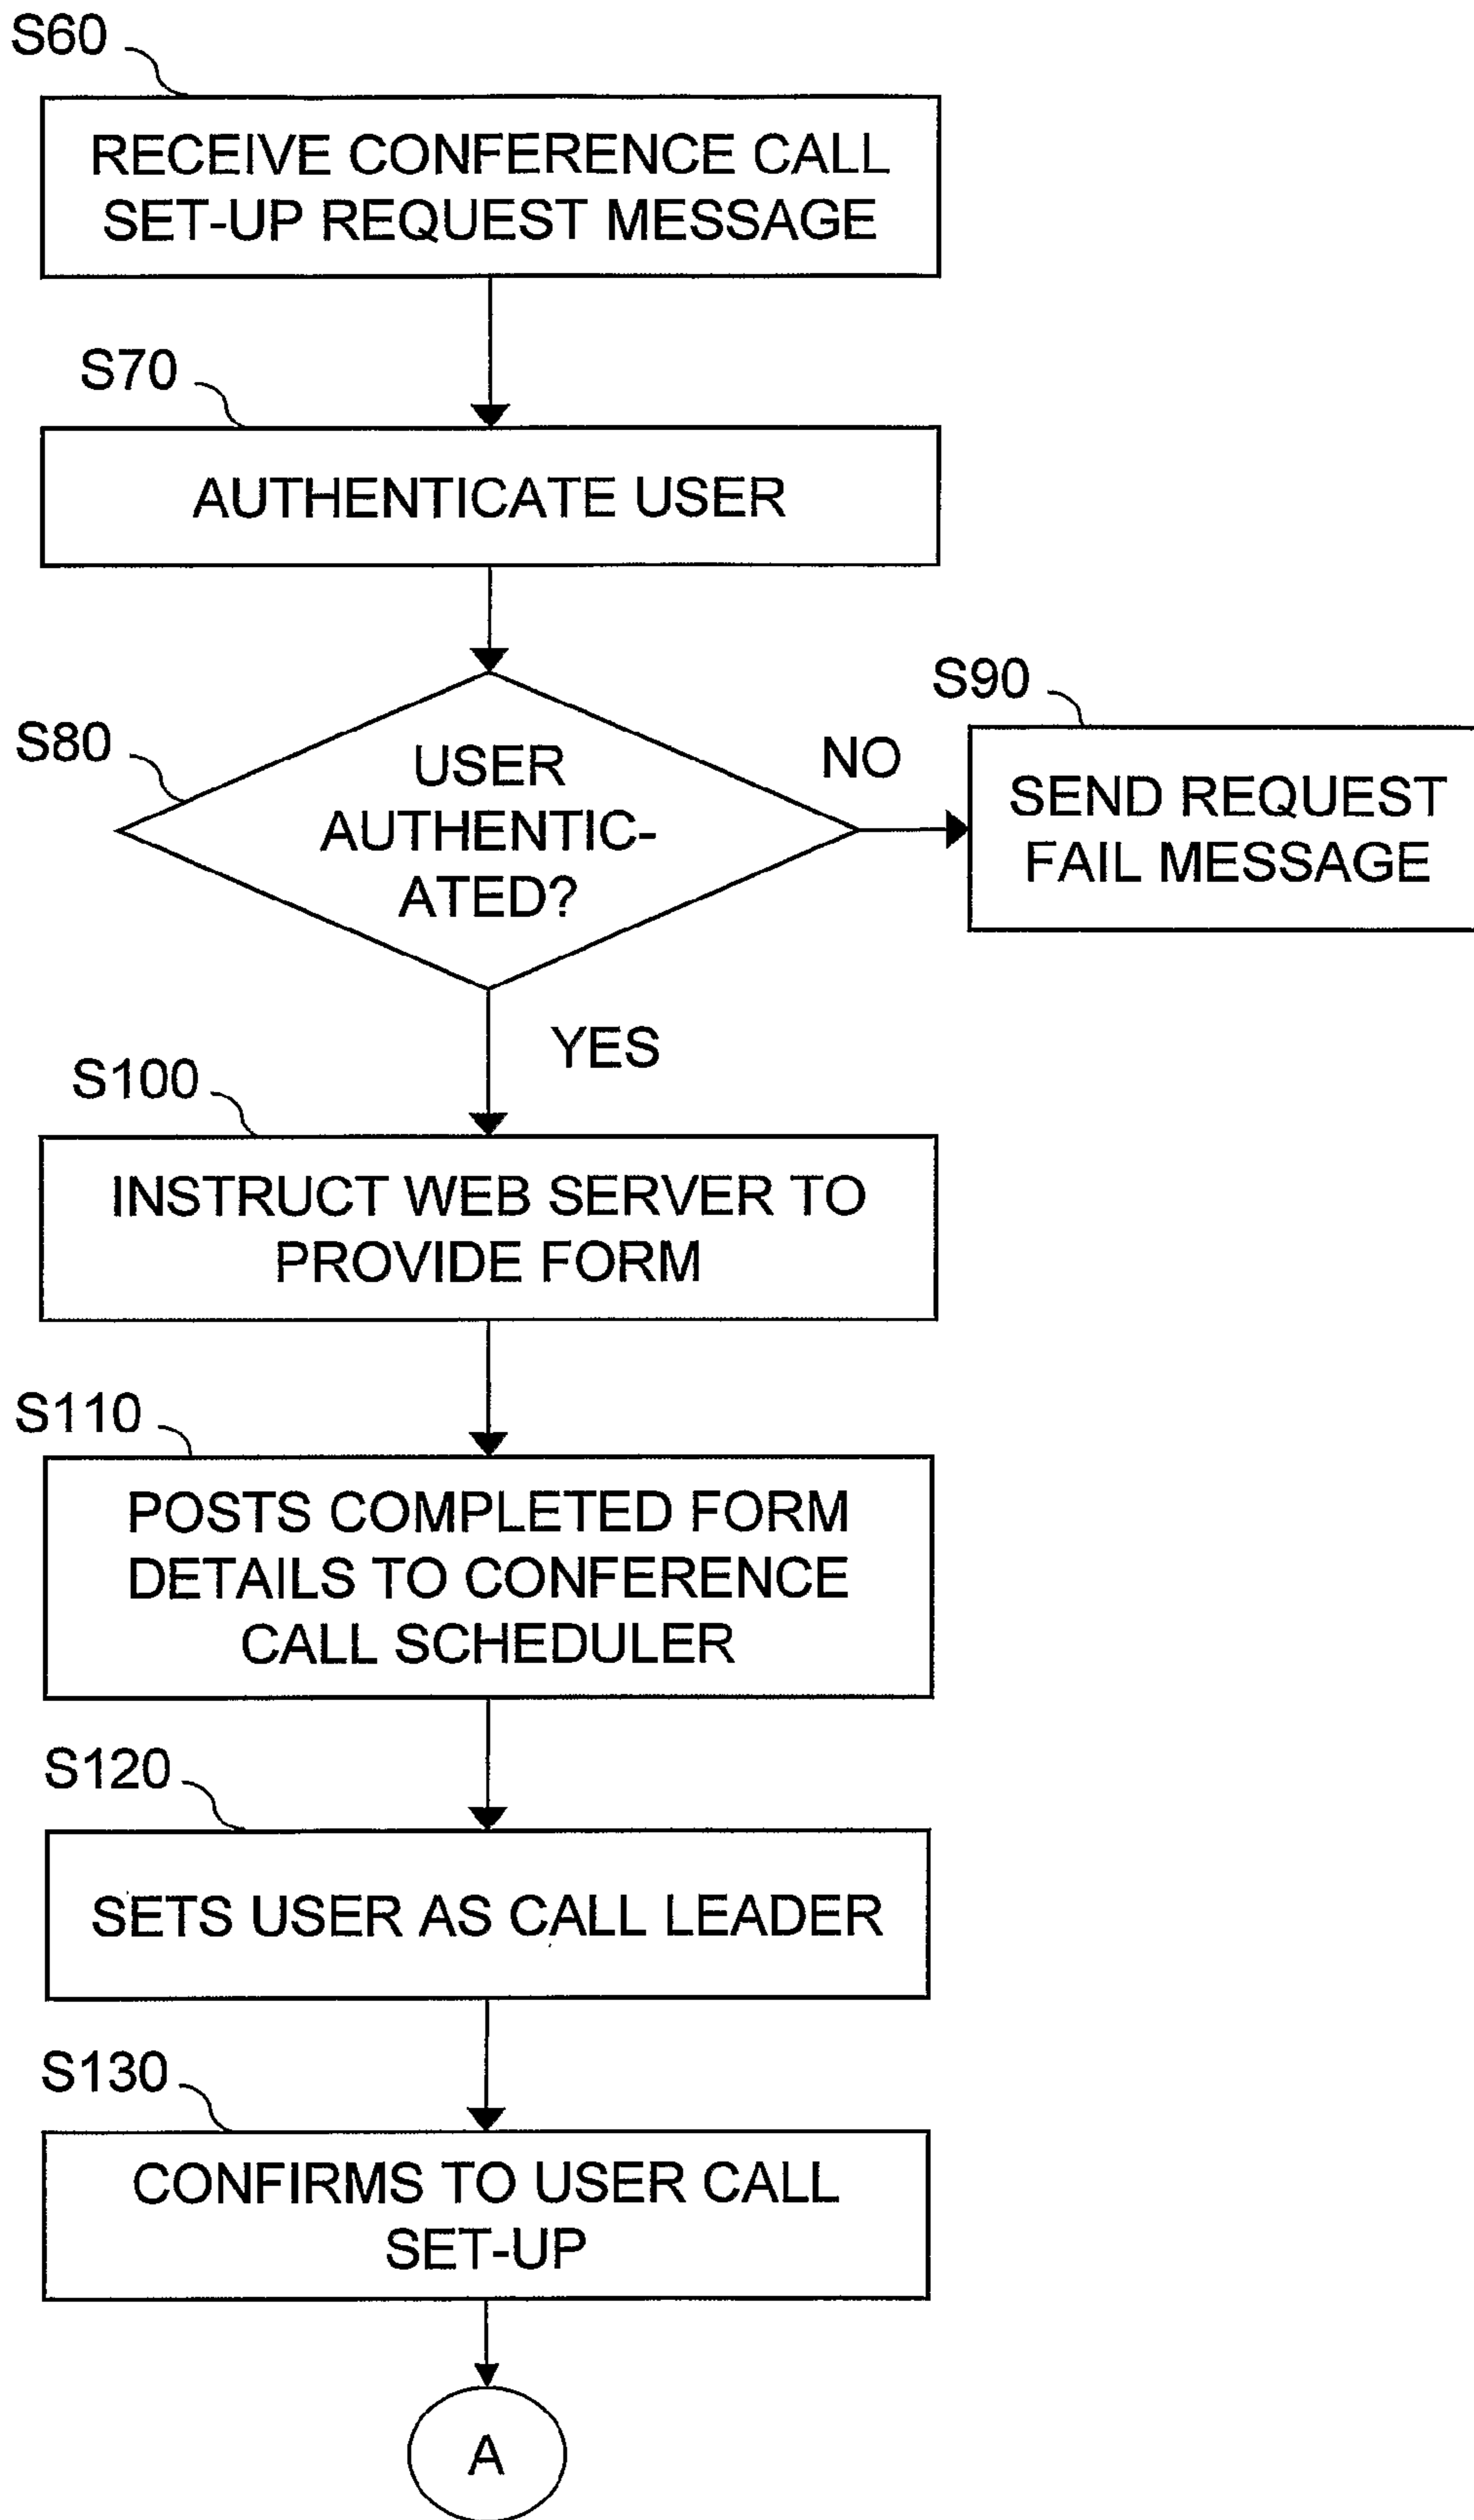 S60
RECEIVE CONFERENCE CALL
SET-UP REQUEST MESSAGE
S70
AUTHENTICATE USER
S80
USER
AUTHENTIC-
ATED?
NO
S90
SEND REQUEST
FAIL MESSAGE
YES
S100
INSTRUCT WEB SERVER TO
PROVIDE FORM
S110
POSTS COMPLETED FORM
DETAILS TO CONFERENCE
CALL SCHEDULER
S120
SETS USER AS CALL LEADER
S130
CONFIRMS TO USER CALL
SET-UP
A